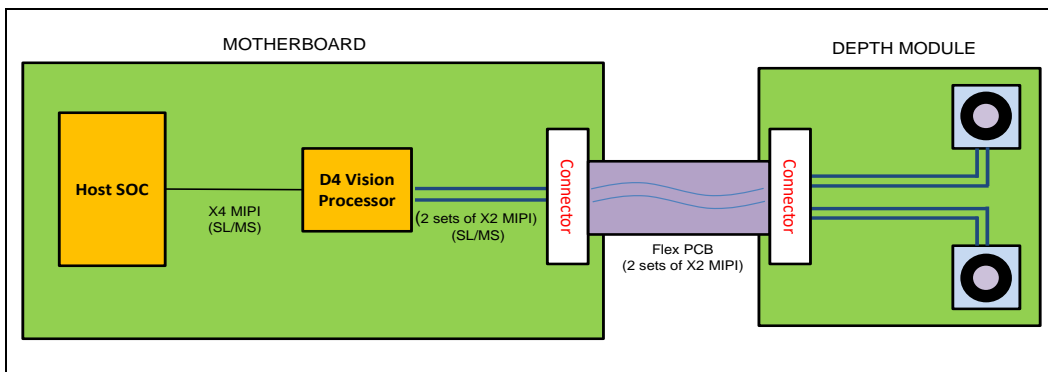 MOTHERBOARD
DEPTH MODULE
Host SOC
X4 MIPI
(SL/MS)
D4 Vision
Processor
(2 sets of X2 MIPI)
(SL/MS)
Connector
Flex PCB
(2 sets of X2 MIPI)
Connector